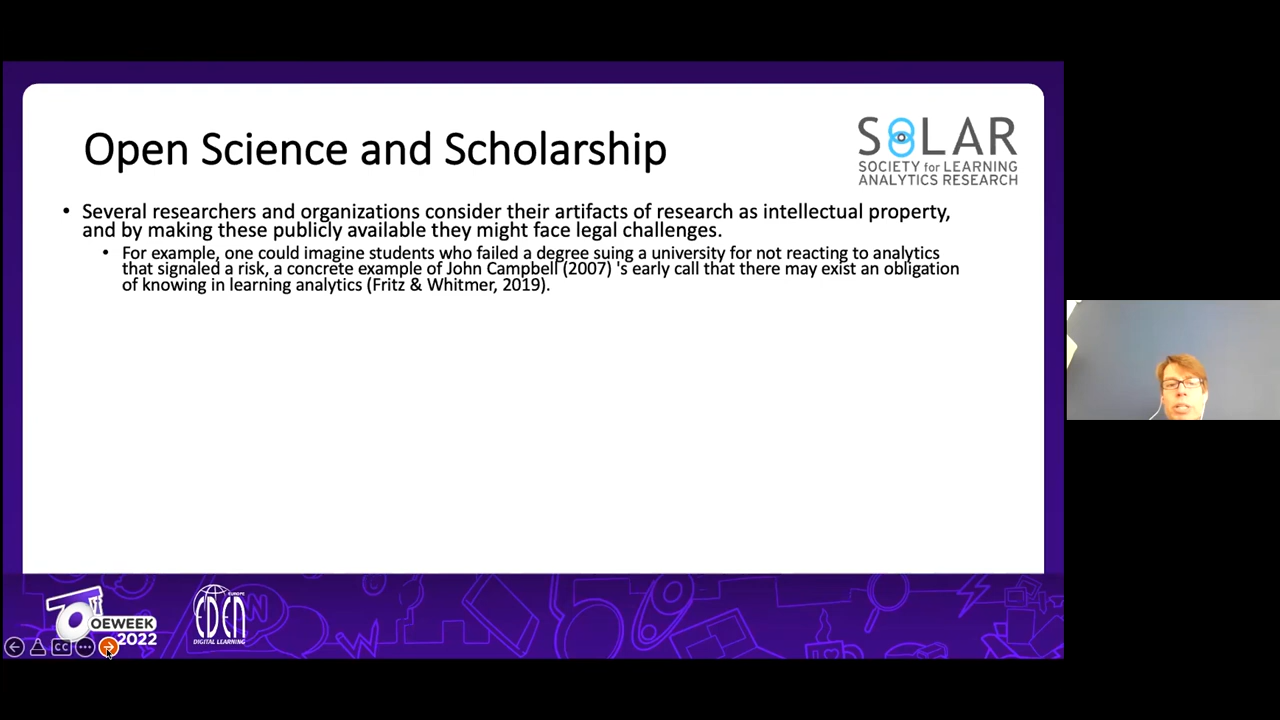 Open Science and Scholarship
SOLAR
SOCIETY for LEARNING
ANALYTICS RESEARCH
• Several researchers and organizations consider their artifacts of research as intellectual property,
and by making these publicly available they might face legal challenges.
• For example, one could imagine students who failed a degree suing a university for not reacting to analytics
that signaled a risk, a concrete example of John Campbell (2007) 's early call that there may exist an obligation
of knowing in learning analytics (Fritz & Whitmer, 2019).
OEWEEK
2022
EUROPE
EDEN
DIGITAL LEARNING
CC